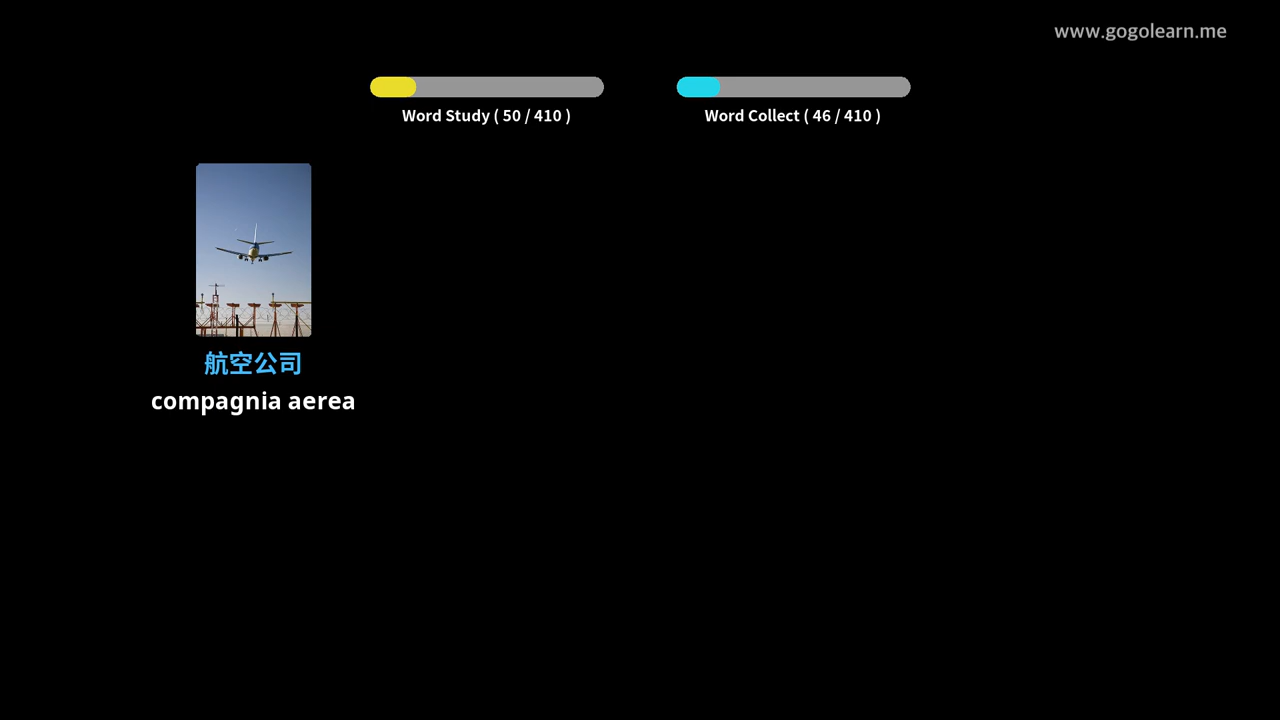 www.gogolearn.me
Word Study ( 50 / 410 )
Word Collect ( 46 / 410 )
航空公司
compagnia aerea